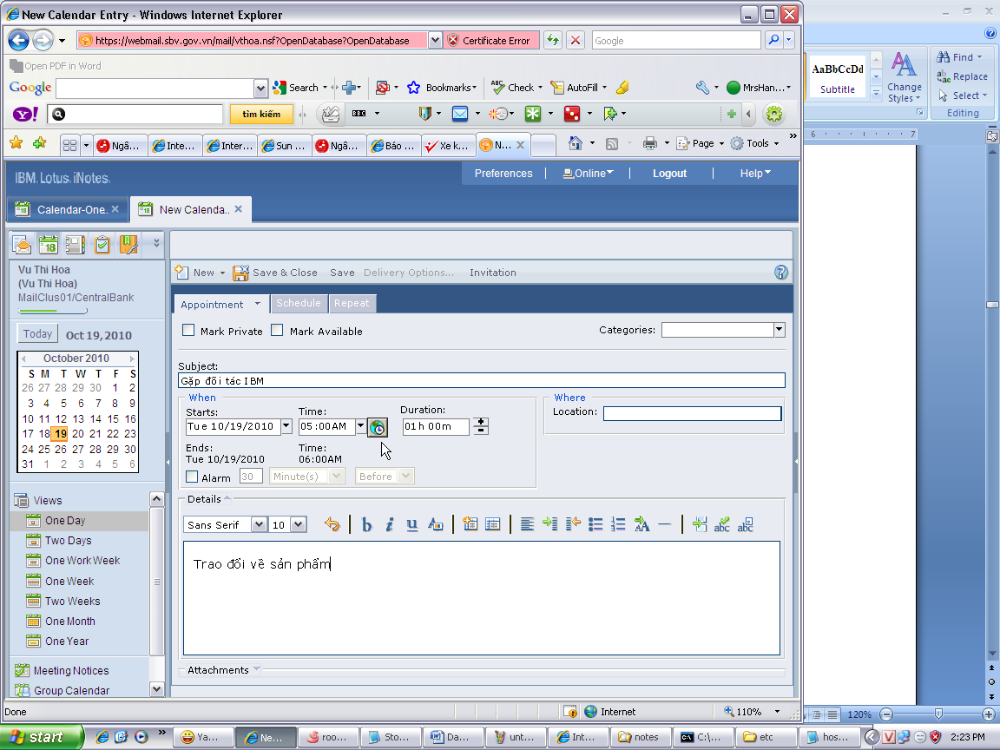 New Calendar Entry - Windows Internet Explorer
https://webmail.sbv.gov.vn/mail/vthoa.nsf?OpenDatabase?OpenDatabase
Certificate Error
Google
Open PDF in Word
Google
Search
Bookmarks
Check
AutoFill
MrsHan...
Y!
tìm kiếm
BBC
Ngâ...
Inte...
Inter...
Sun ...
Ngâ...
Báo ...
Xe k...
N...
Page
Tools
IBM. Lotus. iNotes.
Preferences
Online
Logout
Help
Calendar-One.
New Calenda..
New
Save & Close
Save
Delivery Options...
Invitation
Vu Thi Hoa
(Vu Thi Hoa)
MailClus01/CentralBank
Appointment
Schedule
Repeat
Today
Oct 19, 2010
Mark Private
Mark Available
Categories:
October 2010
S M T W T F S
26 27 28 29 30 1 2
3 4 5 6 7 8 9
10 11 12 13 14 15 16
17 18 19 20 21 22 23
24 25 26 27 28 29 30
31 1 2 3 4 5 6
Subject:
Gặp đối tác IBM
When
Starts:
Time:
Duration:
Tue 10/19/2010
05:00AM
01h 00m
Ends:
Time:
Tue 10/19/2010
06:00AM
Alarm
30
Minute(s)
Before
Where
Location:
Views
One Day
Two Days
One Work Week
One Week
Two Weeks
One Month
One Year
Meeting Notices
Group Calendar
Details
Sans Serif
10
b i u
abc
Trao đổi về sản phẩm
Attachments
Done
Internet
110%
AaBbCcDd
Subtitle
Change
Styles
Find
Replace
Select
Editing
6
7
120%
start
Ya...
Ne...
roo...
Sto...
Da...
unt...
Int...
notes
C:\...
etc
hos...
2:23 PM